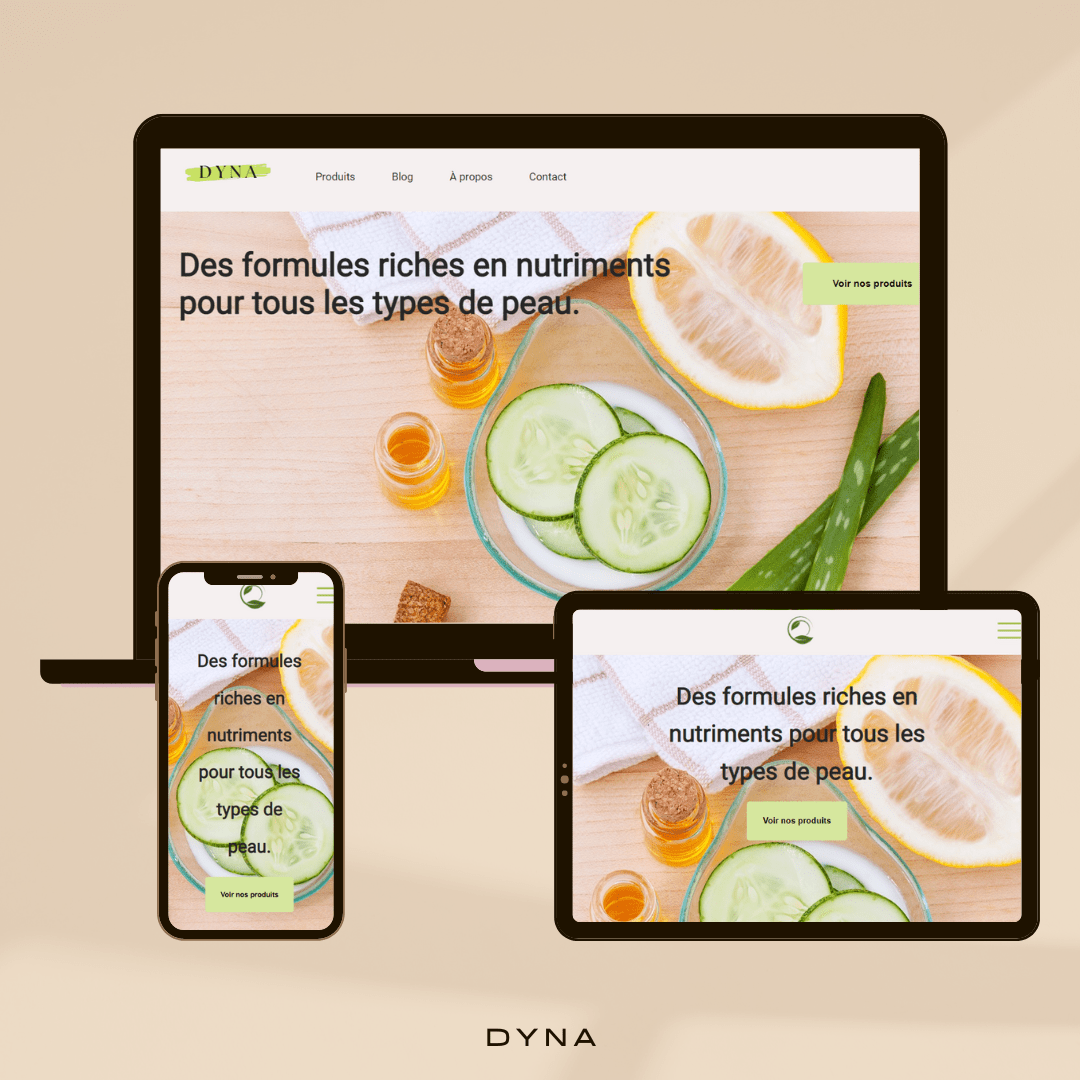 DYNA
Produits Blog À propos Contact
Des formules riches en nutriments
pour tous les types de peau.
Voir nos produits
Des formules
riches en
nutriments
pour tous les
types de
peau.
Voir nos produits
Des formules riches en
nutriments pour tous les
types de peau.
Voir nos produits
DYNA